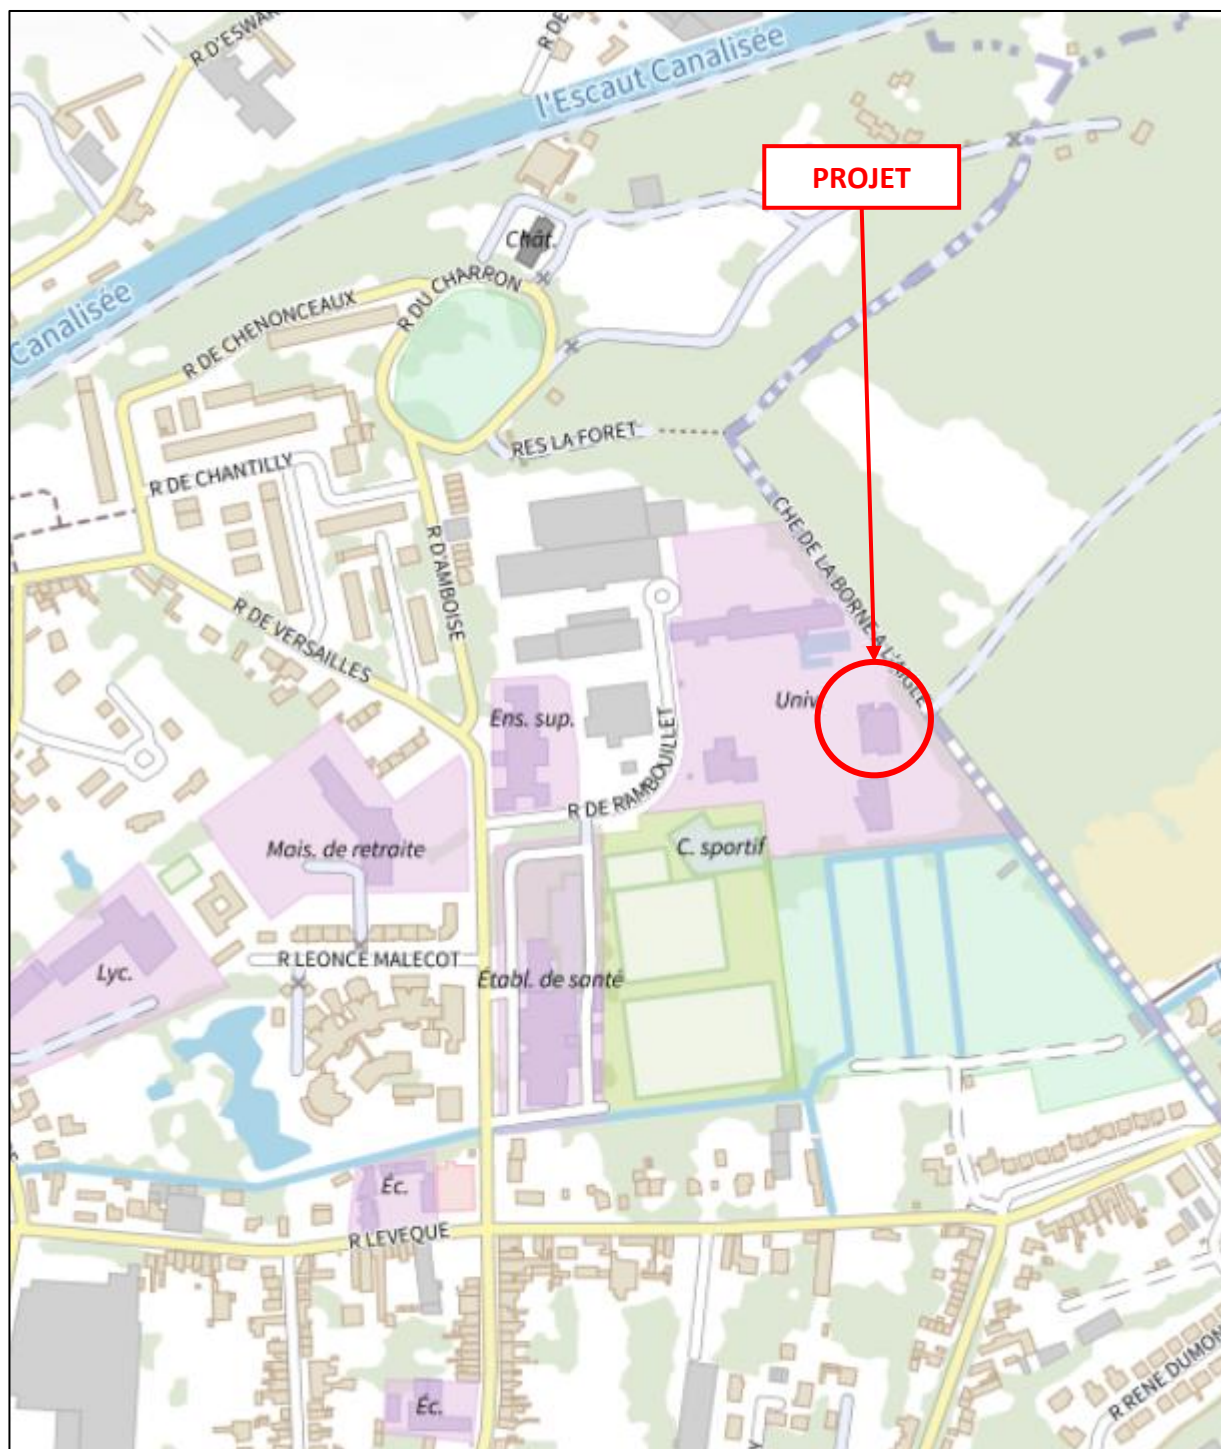 R D'ESWAR
R DE
l'Escaut Canalisée
PROJET
Chât.
R DU CHARRON
R DE CHENONCEAUX
Canalisée
RES LA FORET
R DE CHANTILLY
CHE DE LA BORNE A L'AIGLE
R D'AMBOISE
R DE VERSAILLES
Univ
Ens. sup.
R DE RAMBOUILLET
Mais. de retraite
C. sportif
R LEONCE MALECOT
Lyc.
Établ. de santé
Éc.
R LEVEQUE
R RENE DUMON
Éc.